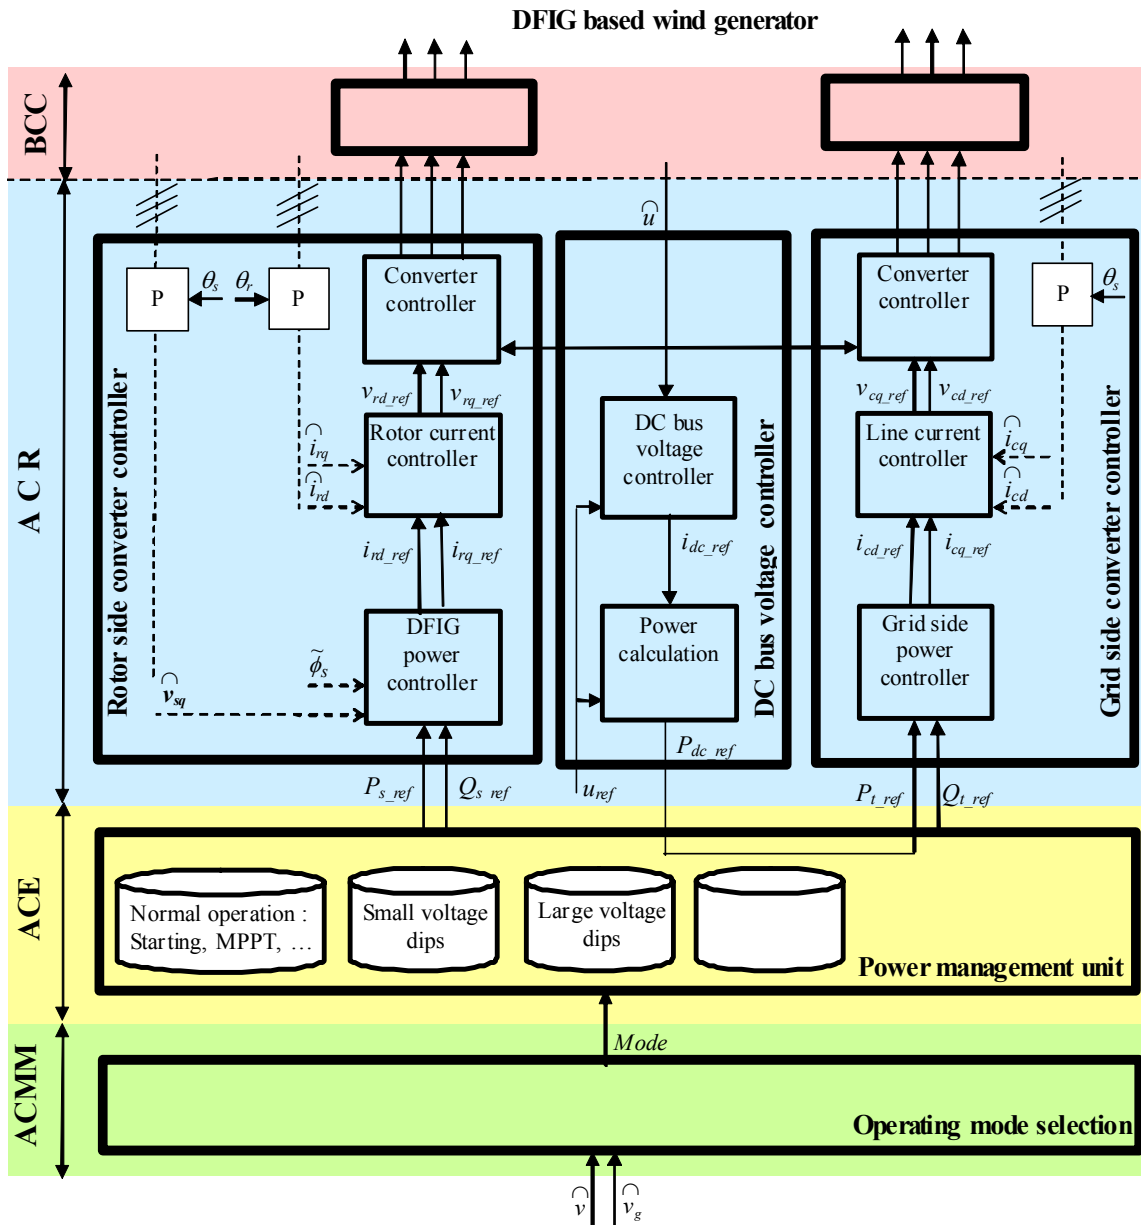 DFIG based wind generator
BCC
A C R
ACE
ACMM
û
Rotor side converter controller
P
θs
θr
P
Converter
controller
vrd_ref
vrq_ref
îrq
îrd
Rotor current
controller
ird_ref
irq_ref
φ̃s
v̂sq
DFIG
power
controller
Ps_ref
Qs ref
DC bus voltage controller
DC bus
voltage
controller
idc_ref
Power
calculation
Pdc_ref
uref
Grid side converter controller
Converter
controller
P
θs
vcq_ref
vcd_ref
Line current
controller
îcq
îcd
icd_ref
icq_ref
Grid side
power
controller
Pt_ref
Qt_ref
Normal operation :
Starting, MPPT, …
Small voltage
dips
Large voltage
dips
Power management unit
Mode
Operating mode selection
v̂
v̂g